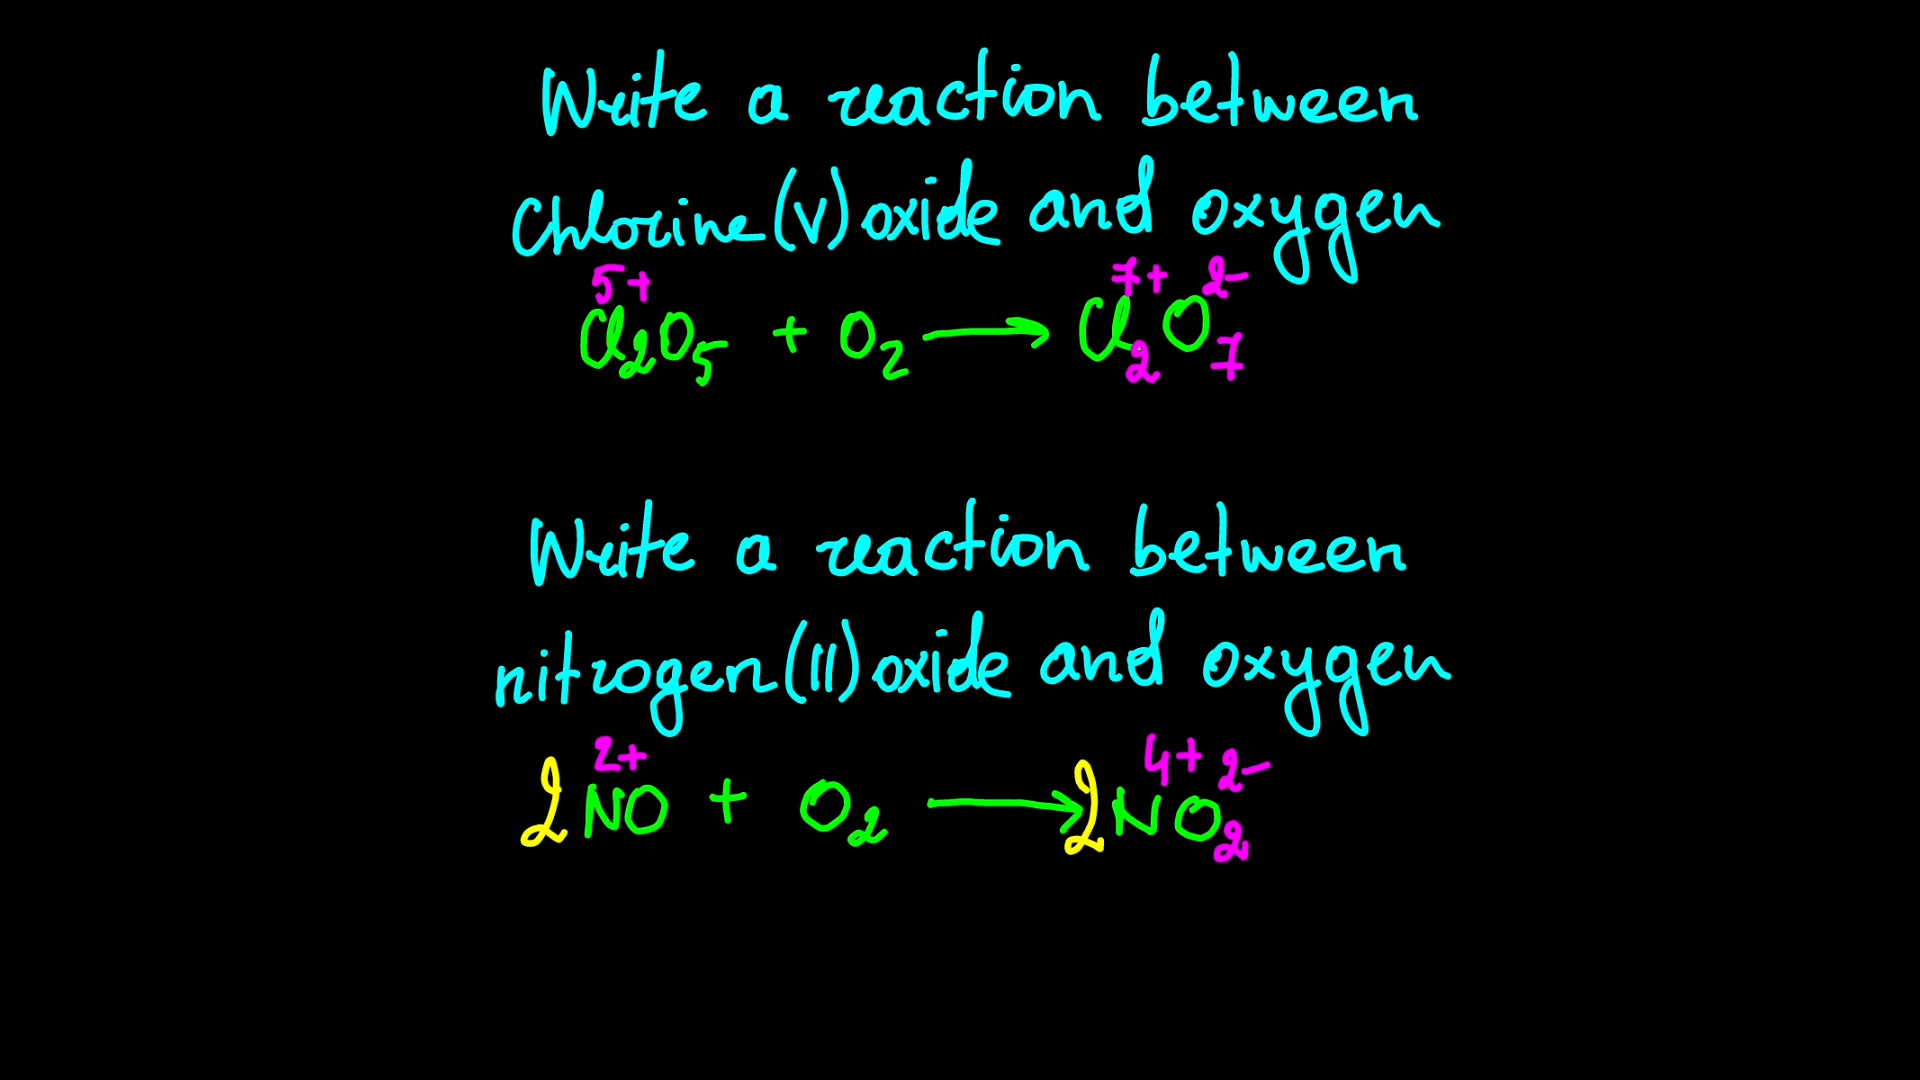 Write a reaction between
Chlorine(V) oxide and oxygen
5+ 7+ 2-
Cl₂O₅ + O₂ → Cl₂O₇
Write a reaction between
nitrogen(II) oxide and oxygen
2+ 4+ 2-
2NO + O₂ → 2NO₂